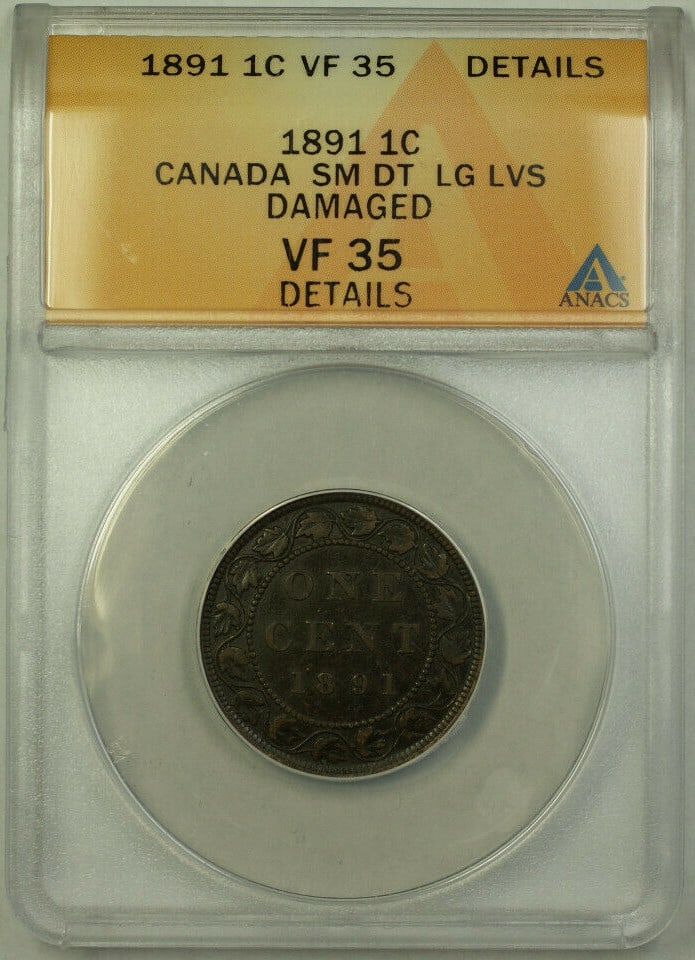 1891 1C VF 35 DETAILS
1891 1C
CANADA SM DT LG LVS
DAMAGED
VF 35
DETAILS
ANACS
ONE
CENT
1891